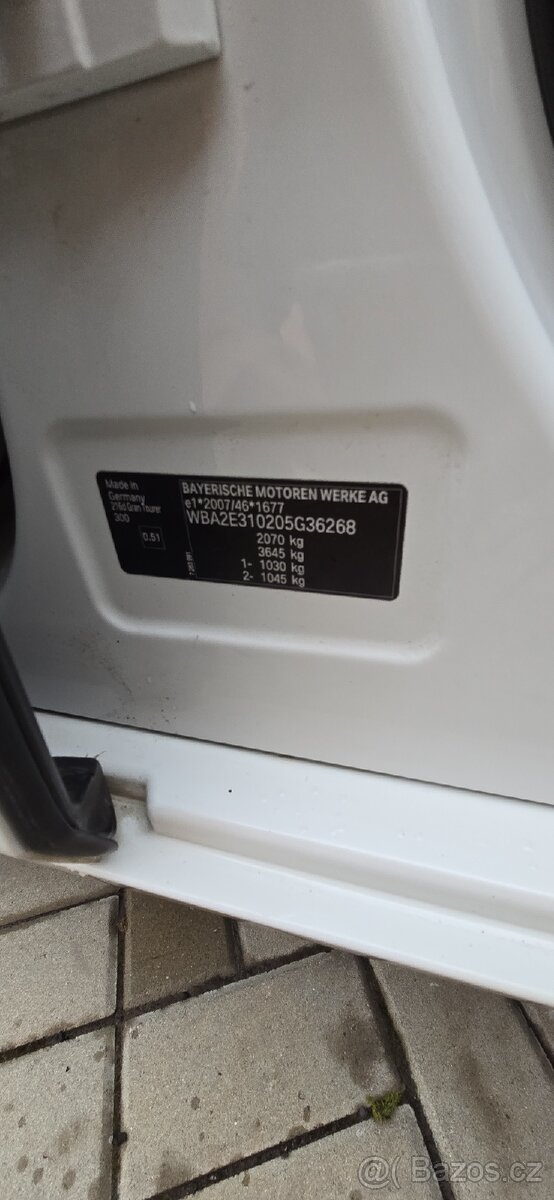 Made in
Germany
216d Gran Tourer
300
0.51
BAYERISCHE MOTOREN WERKE AG
e1*2007/46*1677
WBA2E310205G36268
2070 kg
3645 kg
1- 1030 kg
2- 1045 kg
Bazos.cz